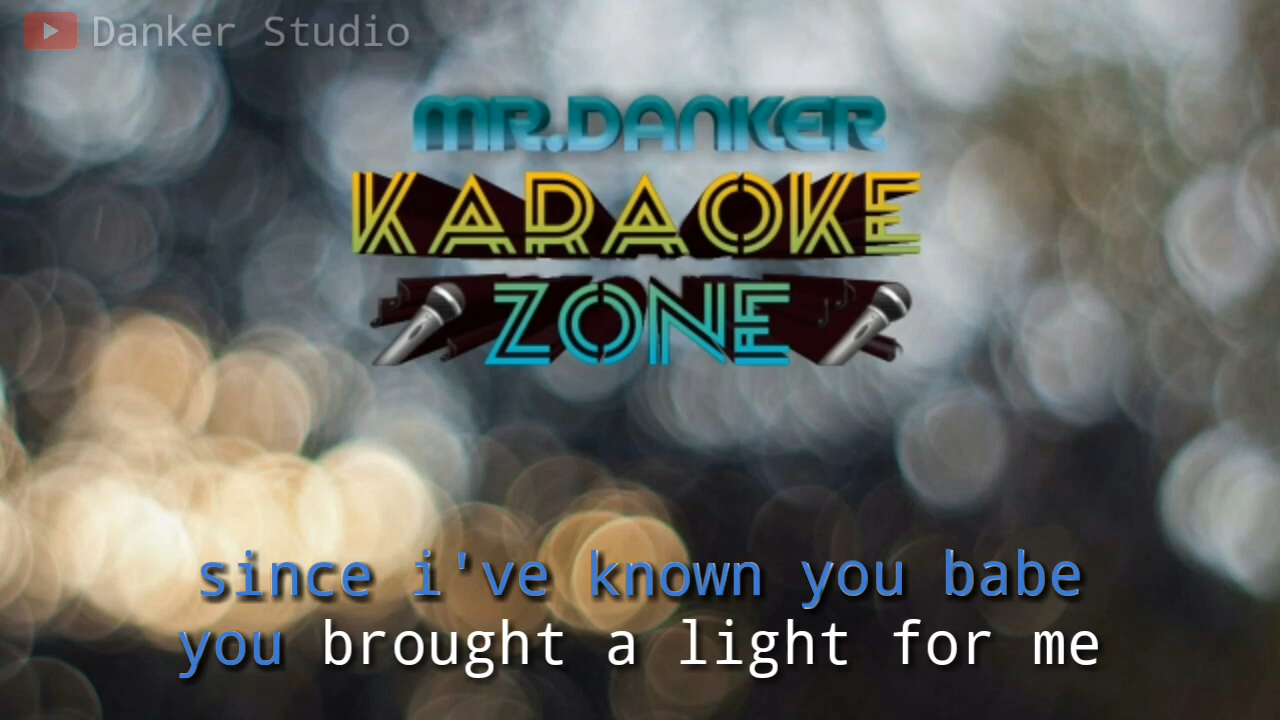 Danker Studio
MR.DANKER
KARAOKE
ZONE
since i've known you babe
you brought a light for me